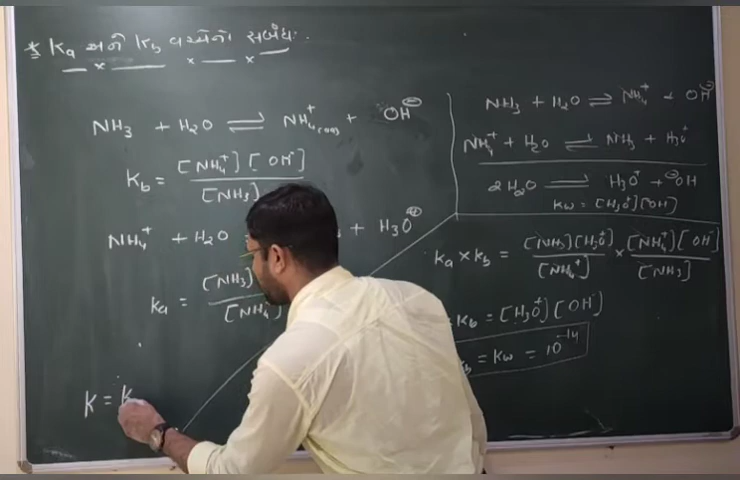 * Ka અને Kb વચ્ચેનો સંબંધ:
NH₃ + H₂O ⇌ NH₄⁺ + OH⁻
Kb = [NH₄⁺][OH⁻] / [NH₃]
NH₄⁺ + H₂O + H₃O⁺
Ka = [NH₃] / [NH₄⁺]
K = K
NH₃ + H₂O ⇌ NH₄⁺ + OH⁻
NH₄⁺ + H₂O ⇌ NH₃ + H₃O⁺
2H₂O ⇌ H₃O⁺ + ⁻OH
Kw = [H₃O⁺][OH⁻]
Ka × Kb = [NH₃][H₃O⁺] / [NH₄⁺] × [NH₄⁺][OH⁻] / [NH₃]
Kb = [H₃O⁺][OH⁻]
= Kw = 10⁻¹⁴